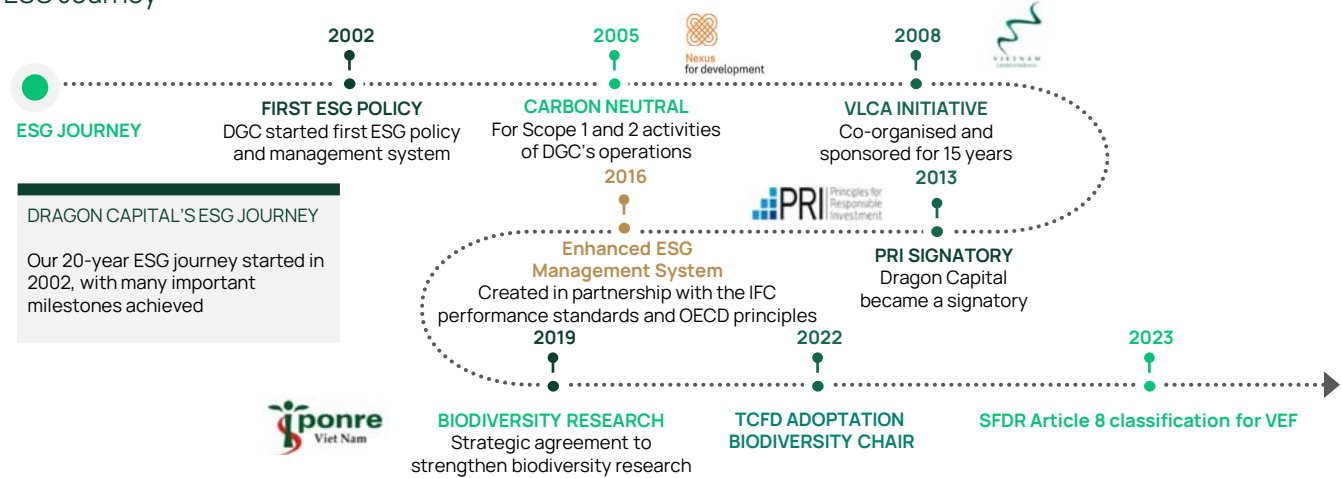 ESG Journey
2002
2005
Nexus
for development
2008
VIETNAM
ESG JOURNEY
FIRST ESG POLICY
DGC started first ESG policy
and management system
CARBON NEUTRAL
For Scope 1 and 2 activities
of DGC's operations
VLCA INITIATIVE
Co-organised and
sponsored for 15 years
DRAGON CAPITAL'S ESG JOURNEY
Our 20-year ESG journey started in
2002, with many important
milestones achieved
2016
PRI Principles for
Responsible
Investment
2013
Enhanced ESG
Management System
Created in partnership with the IFC
performance standards and OECD principles
PRI SIGNATORY
Dragon Capital
became a signatory
2019
2022
2023
iponre
Viet Nam
BIODIVERSITY RESEARCH
Strategic agreement to
strengthen biodiversity research
TCFD ADOPTATION
BIODIVERSITY CHAIR
SFDR Article 8 classification for VEF